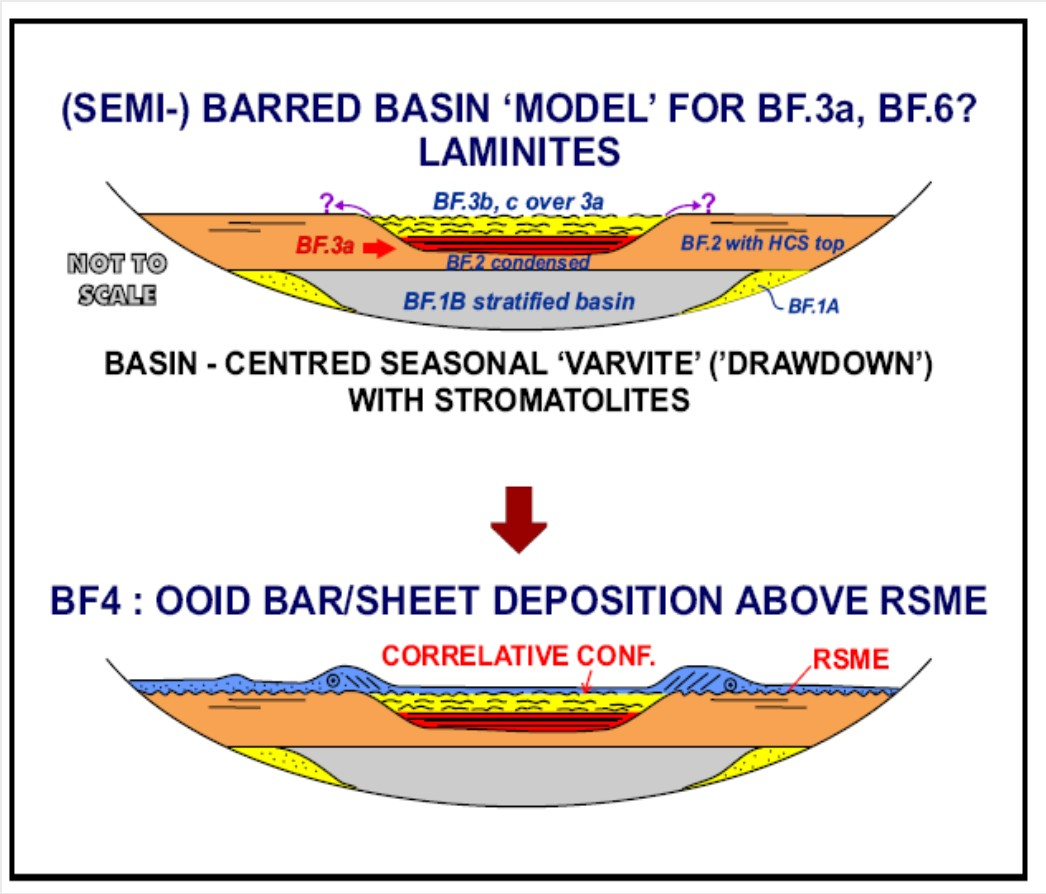 (SEMI-) BARRED BASIN ‘MODEL’ FOR BF.3a, BF.6?
LAMINITES
? BF.3b, c over 3a ?
BF.3a
BF.2 with HCS top
NOT TO
SCALE
BF.2 condensed
BF.1B stratified basin
BF.1A
BASIN - CENTRED SEASONAL ‘VARVITE’ (’DRAWDOWN’)
WITH STROMATOLITES
BF4 : OOID BAR/SHEET DEPOSITION ABOVE RSME
CORRELATIVE CONF.
RSME